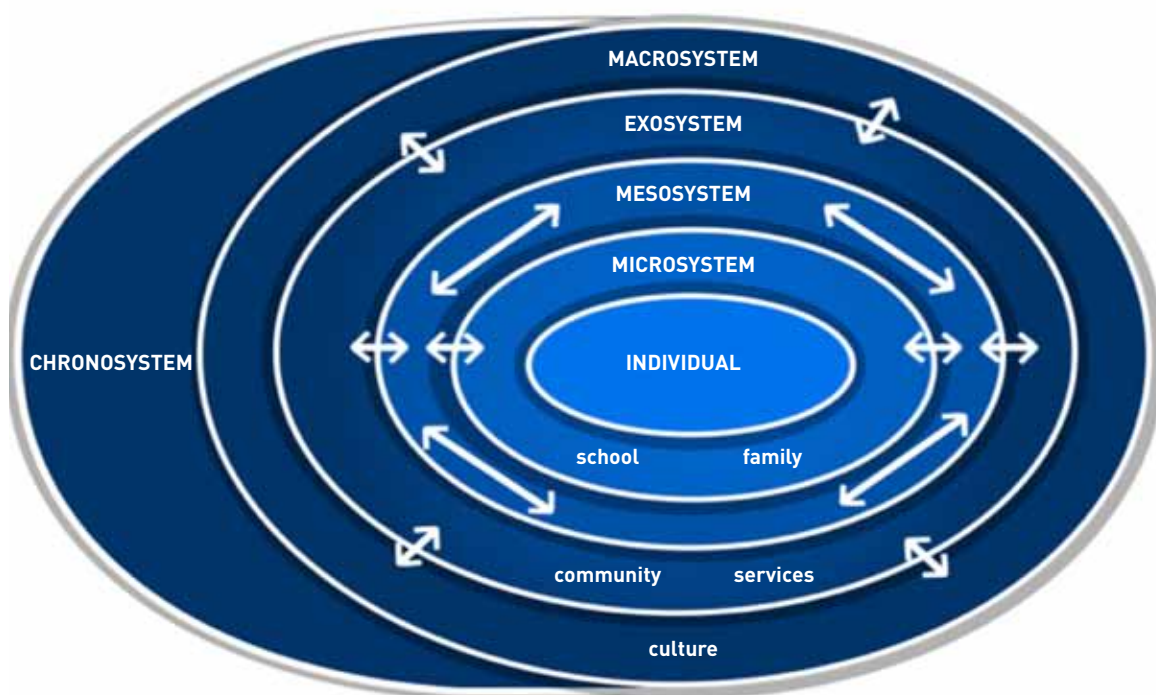 MACROSYSTEM
EXOSYSTEM
MESOSYSTEM
MICROSYSTEM
CHRONOSYSTEM
INDIVIDUAL
school family
community services
culture